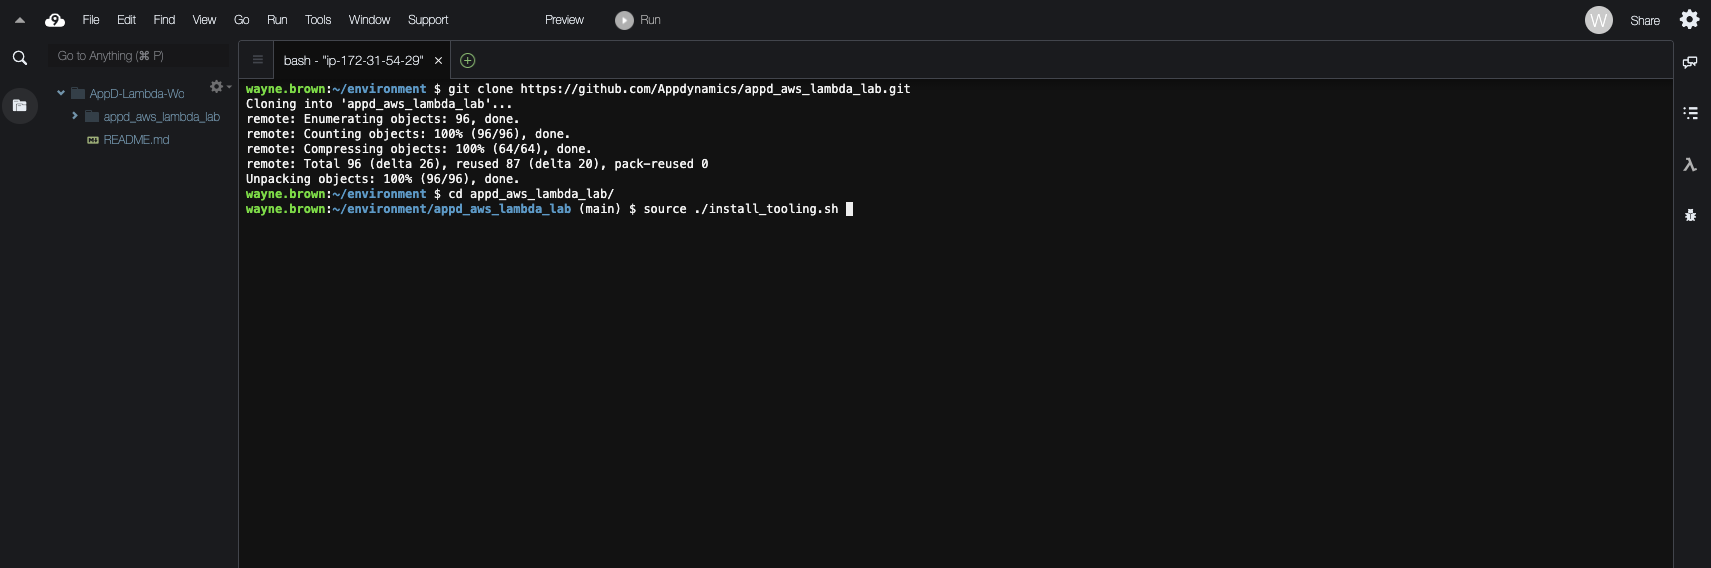 File Edit Find View Go Run Tools Window Support Preview Run W Share
Go to Anything (⌘ P)
bash - "ip-172-31-54-29"
AppD-Lambda-Wo
appd_aws_lambda_lab
README.md
wayne.brown:~/environment $ git clone https://github.com/Appdynamics/appd_aws_lambda_lab.git
Cloning into 'appd_aws_lambda_lab'...
remote: Enumerating objects: 96, done.
remote: Counting objects: 100% (96/96), done.
remote: Compressing objects: 100% (64/64), done.
remote: Total 96 (delta 26), reused 87 (delta 20), pack-reused 0
Unpacking objects: 100% (96/96), done.
wayne.brown:~/environment $ cd appd_aws_lambda_lab/
wayne.brown:~/environment/appd_aws_lambda_lab (main) $ source ./install_tooling.sh